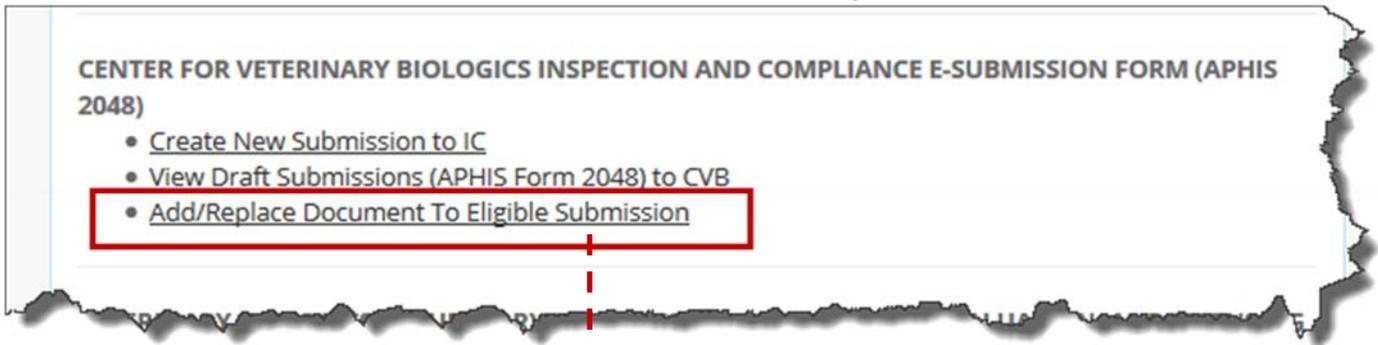 CENTER FOR VETERINARY BIOLOGICS INSPECTION AND COMPLIANCE E-SUBMISSION FORM (APHIS
2048)
• Create New Submission to IC
• View Draft Submissions (APHIS Form 2048) to CVB
• Add/Replace Document To Eligible Submission